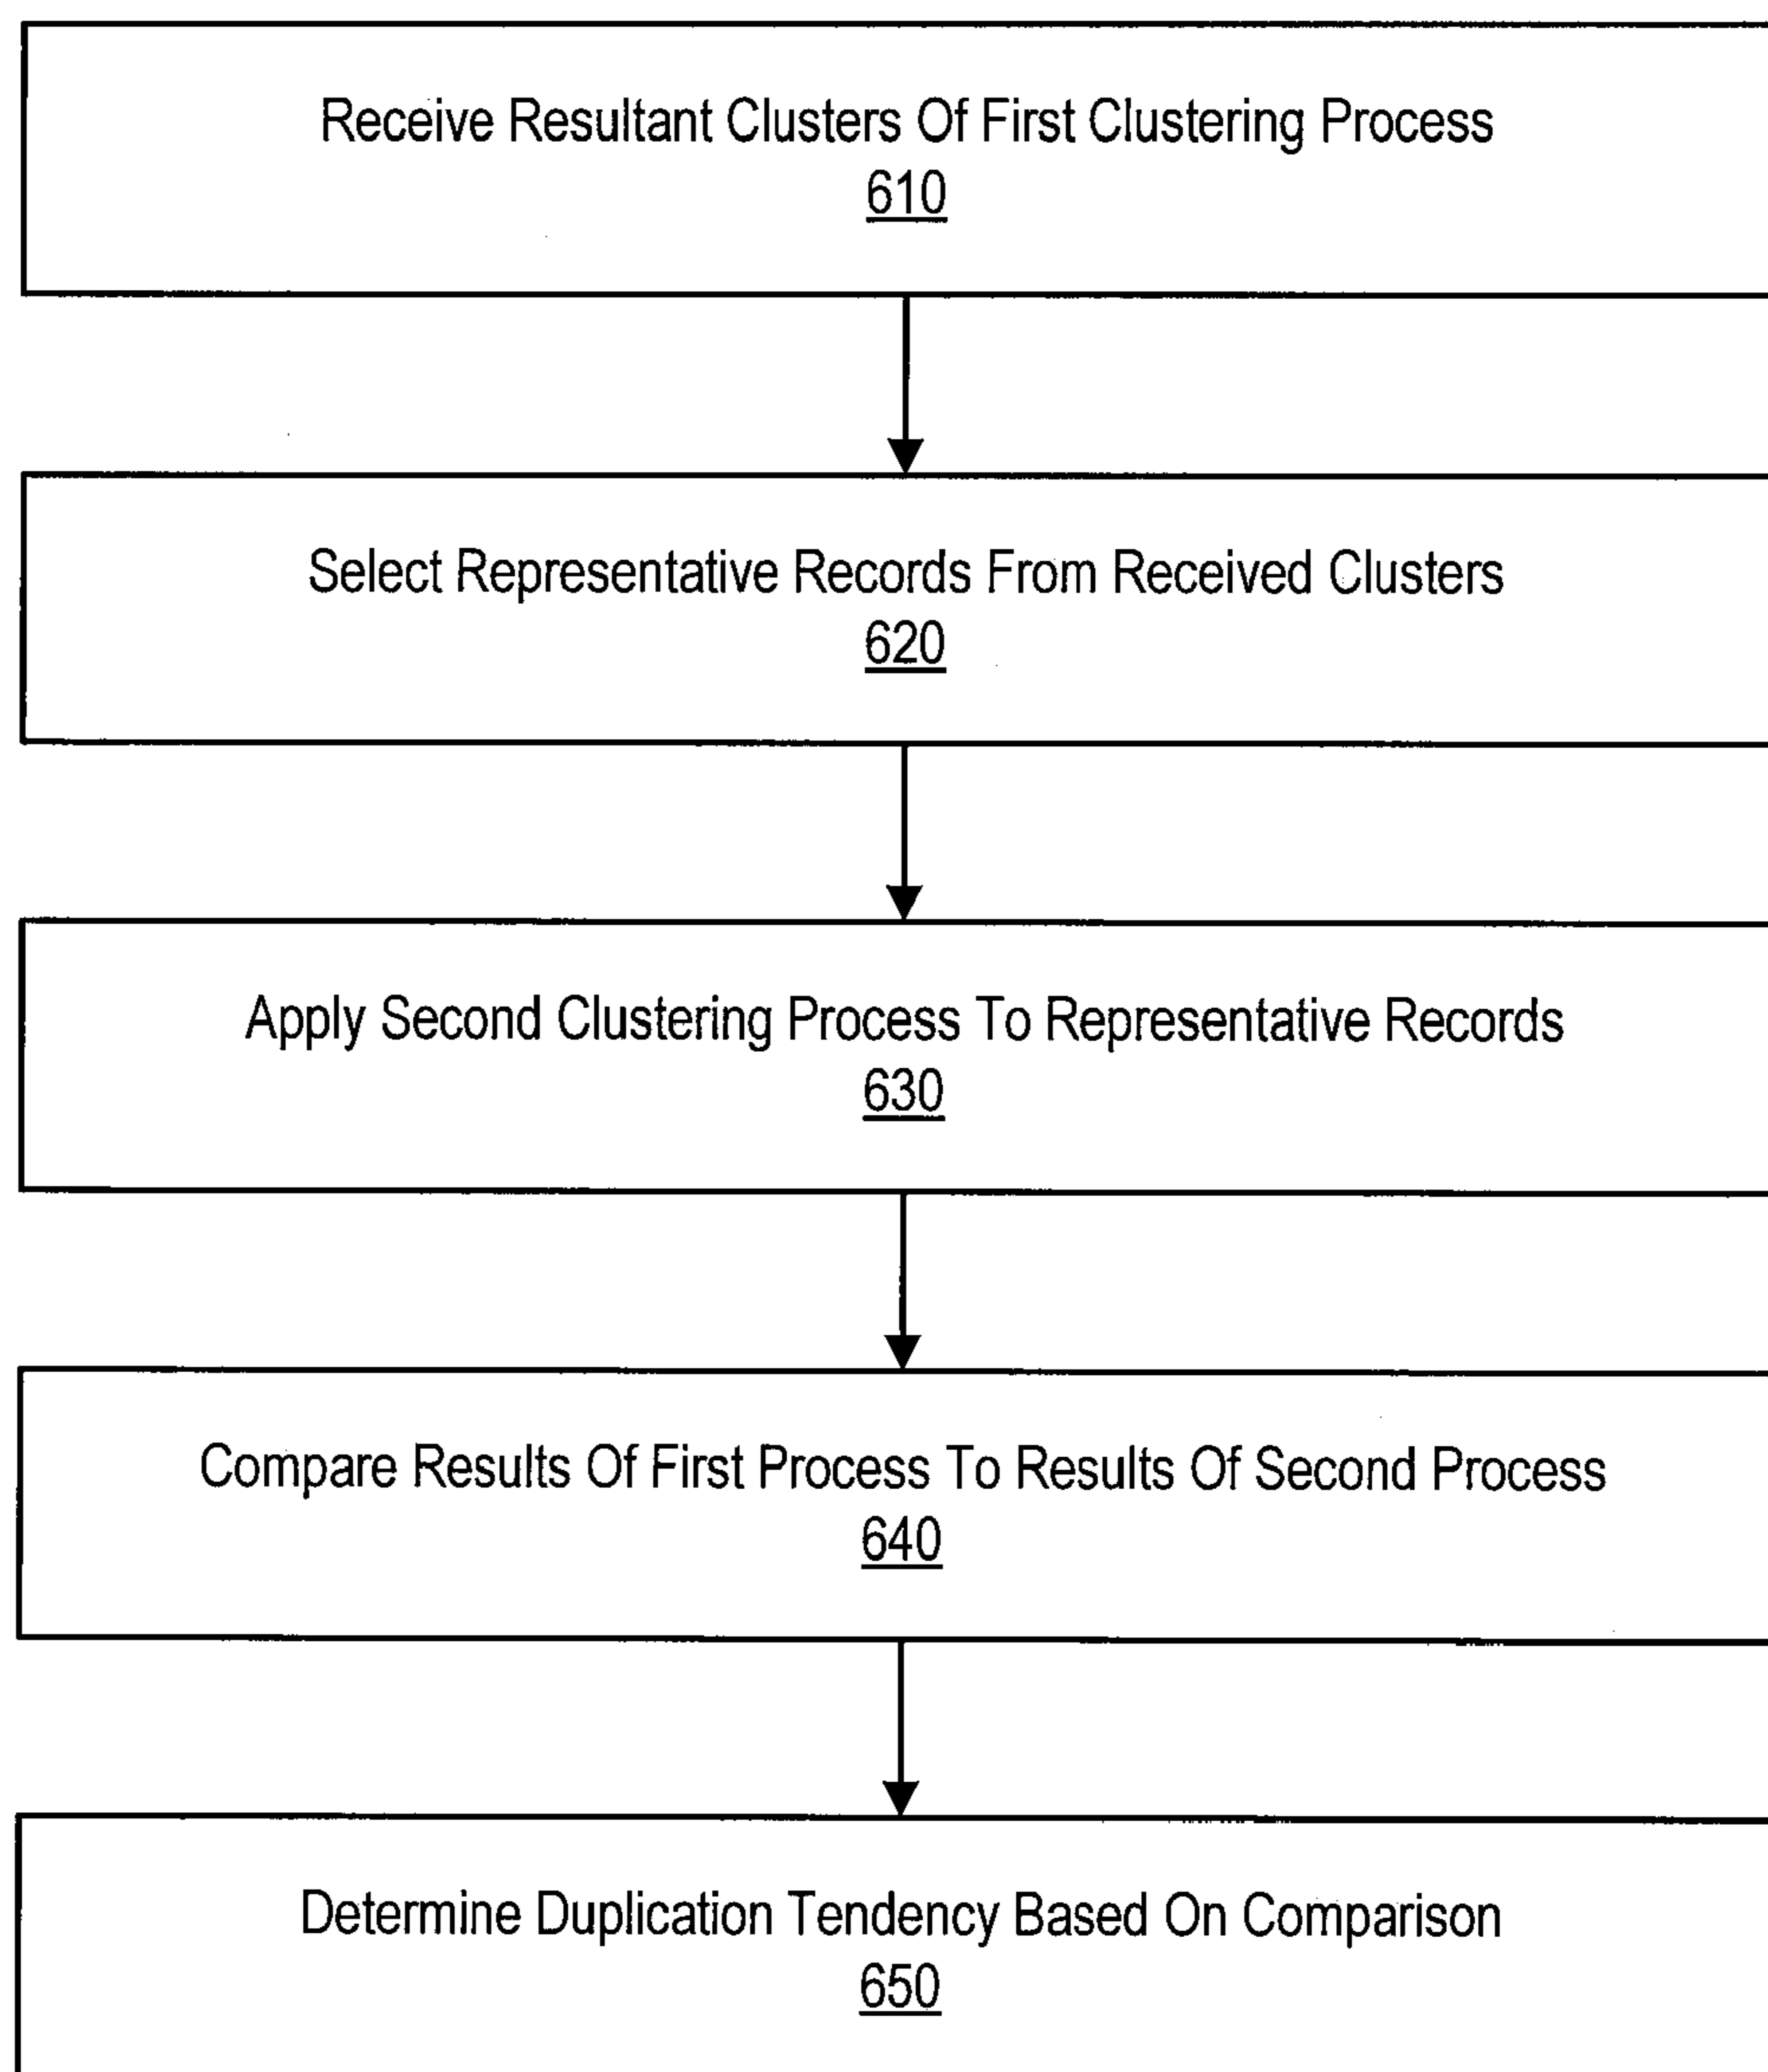 Receive Resultant Clusters Of First Clustering Process
610
Select Representative Records From Received Clusters
620
Apply Second Clustering Process To Representative Records
630
Compare Results Of First Process To Results Of Second Process
640
Determine Duplication Tendency Based On Comparison
650